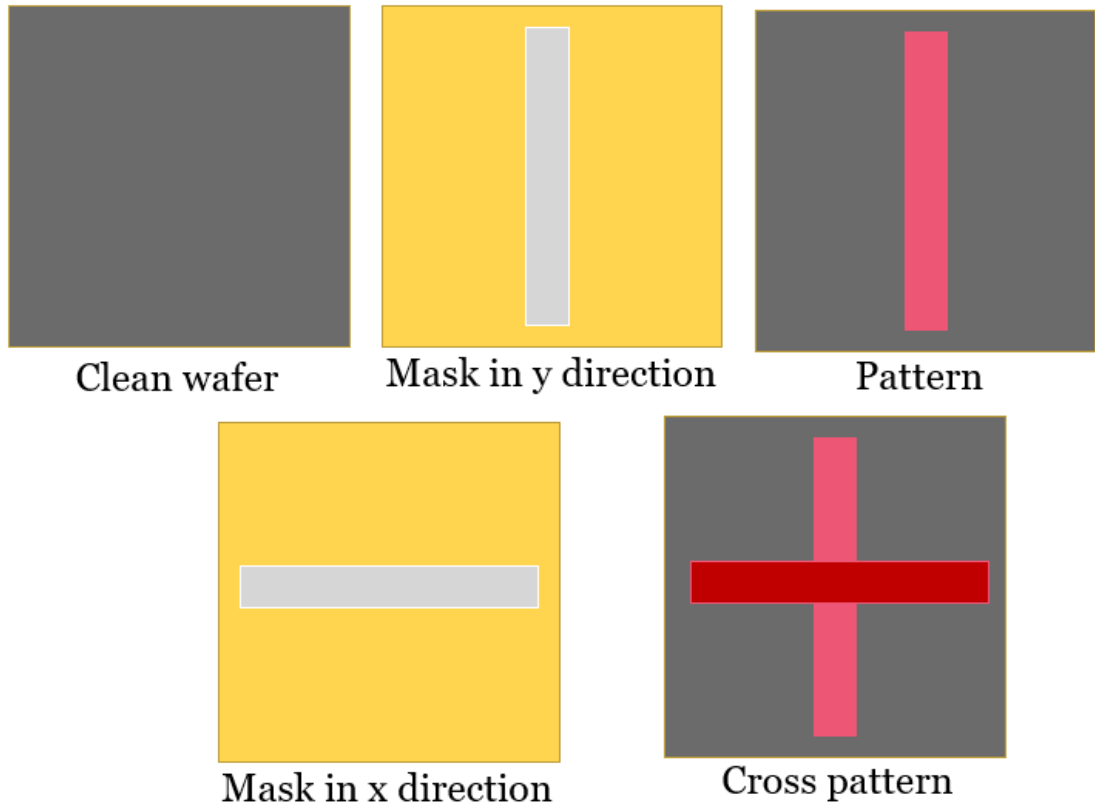 Clean wafer
Mask in y direction
Pattern
Mask in x direction
Cross pattern